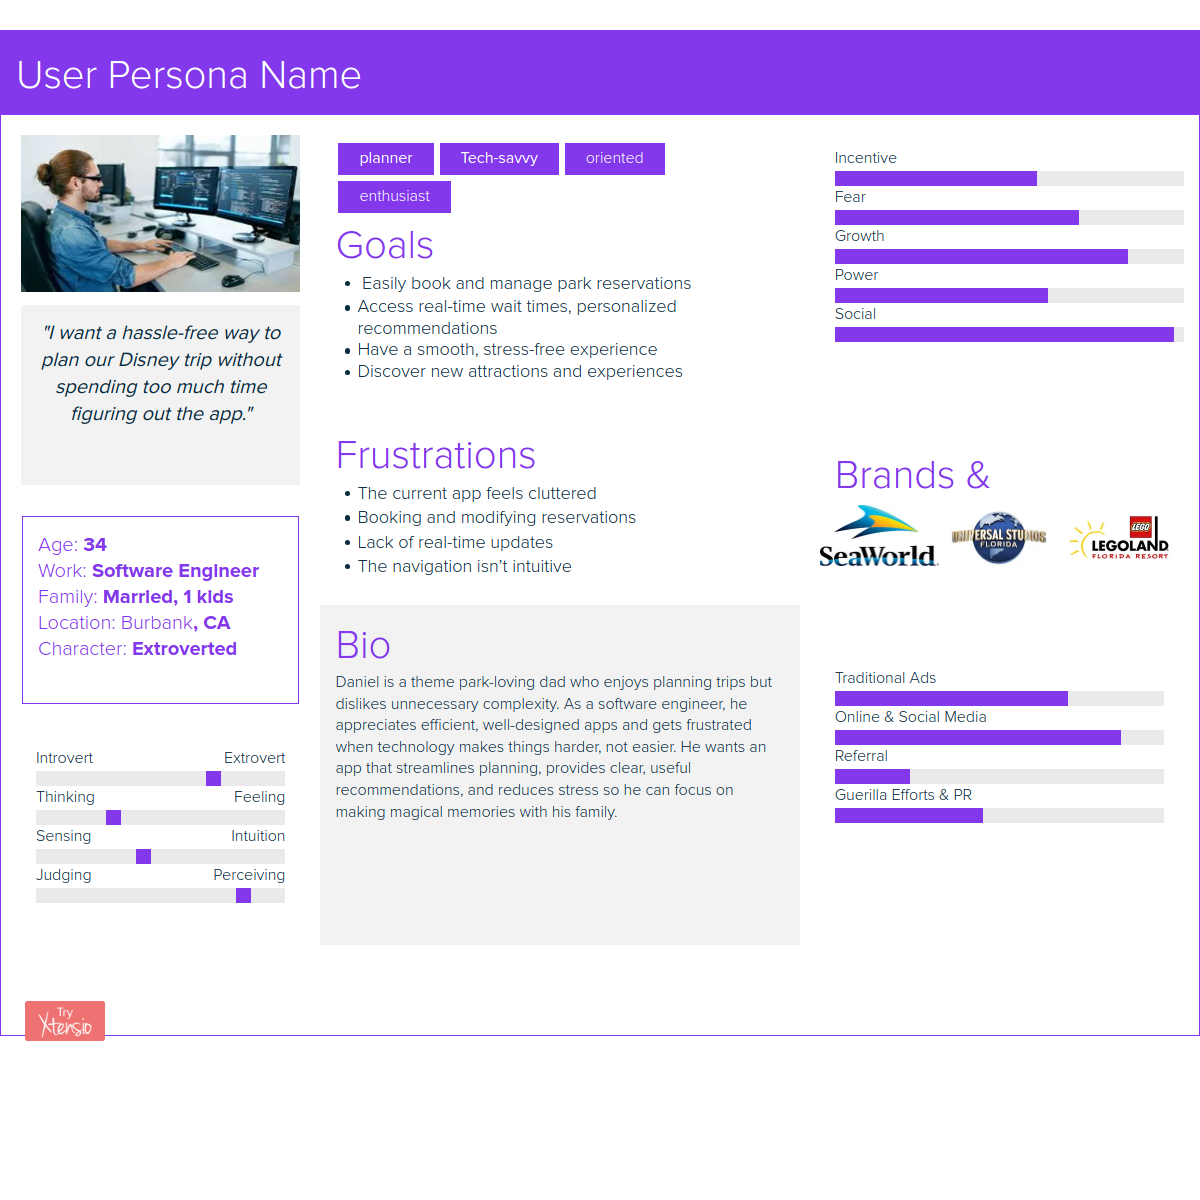 User Persona Name
"I want a hassle-free way to
plan our Disney trip without
spending too much time
figuring out the app."
Age: 34
Work: Software Engineer
Family: Married, 1 kids
Location: Burbank, CA
Character: Extroverted
Introvert Extrovert
Thinking Feeling
Sensing Intuition
Judging Perceiving
planner Tech-savvy oriented
enthusiast
Goals
• Easily book and manage park reservations
• Access real-time wait times, personalized
recommendations
• Have a smooth, stress-free experience
• Discover new attractions and experiences
Frustrations
• The current app feels cluttered
• Booking and modifying reservations
• Lack of real-time updates
• The navigation isn't intuitive
Bio
Daniel is a theme park-loving dad who enjoys planning trips but
dislikes unnecessary complexity. As a software engineer, he
appreciates efficient, well-designed apps and gets frustrated
when technology makes things harder, not easier. He wants an
app that streamlines planning, provides clear, useful
recommendations, and reduces stress so he can focus on
making magical memories with his family.
Incentive
Fear
Growth
Power
Social
Brands &
SeaWorld
UNIVERSAL STUDIOS
FLORIDA
LEGO
LEGOLAND
FLORIDA RESORT
Traditional Ads
Online & Social Media
Referral
Guerilla Efforts & PR
Try
Xtensio